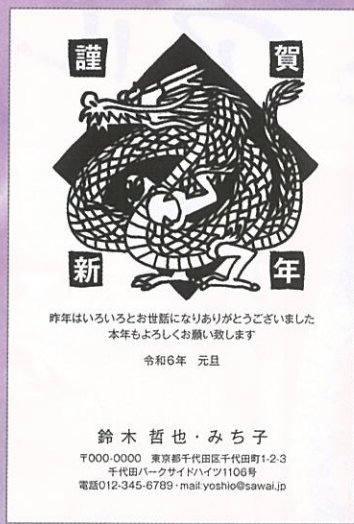 謹賀
新年
昨年はいろいろとお世話になりありがとうございました
本年もよろしくお願い致します
令和6年 元旦
鈴木 哲也・みち子
〒000-0000 東京都千代田区千代田町1-2-3
千代田パークサイドハイツ1106号
電話012-345-6789・mail:yoshio@sawai.jp